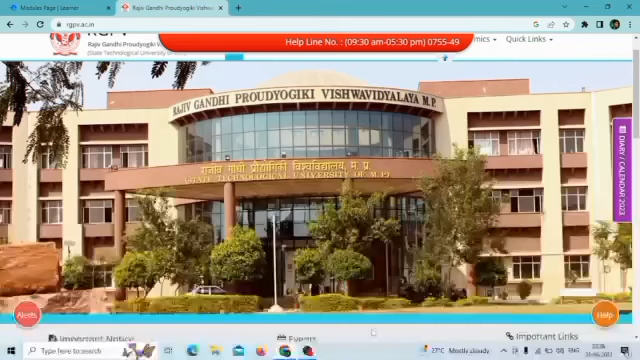 Modules Page | Learner
Rajiv Gandhi Proudyogiki Vishw
rgpv.ac.in
Rajiv Gandhi Proudyogiki
(State Technological University
Help Line No. : (09:30 am-05:30 pm) 0755-49
mics
Quick Links
RAJIV GANDHI PROUDYOGIKI VISHWAVIDYALAYA M.P.
राजीव गांधी प्रौद्योगिकी विश्वविद्यालय, म. प्र.
(STATE TECHNOLOGICAL UNIVERSITY OF M.P.)
DIARY / CALENDAR 2023
Alerts
Help
Important Notice
Events
Important Links
Type here to search
27°C Mostly cloudy
ENG